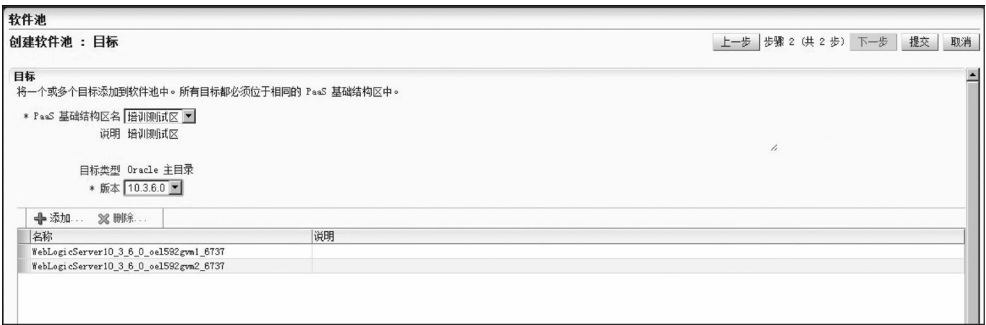 软件池
创建软件池 : 目标
上一步 步骤 2 (共 2 步) 下一步 提交 取消
目标
将一个或多个目标添加到软件池中。所有目标都必须位于相同的 PaaS 基础结构区中。
* PaaS 基础结构区名 培训测试区
说明 培训测试区
目标类型 Oracle 主目录
* 版本 10.3.6.0
添加... 删除...
名称 说明
WebLogicServer10_3_6_0_oel592gvm1_6737
WebLogicServer10_3_6_0_oel592gvm2_6737